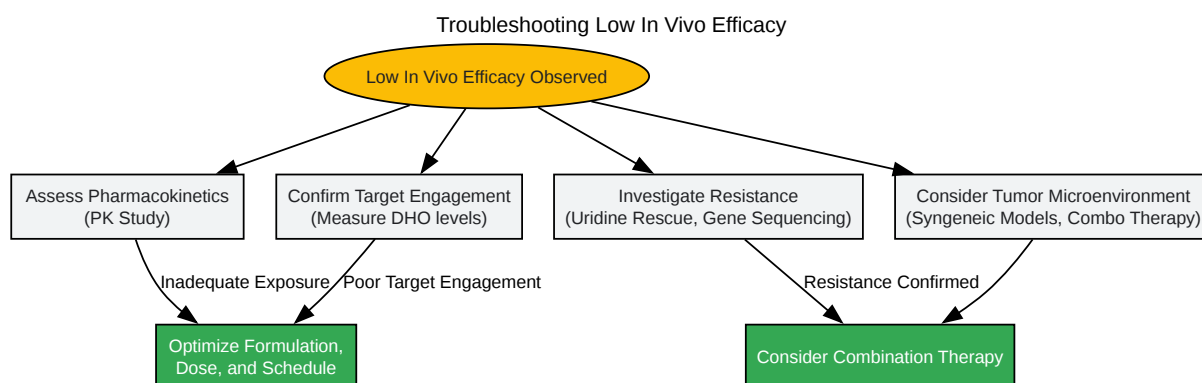 Troubleshooting Low In Vivo Efficacy
Low In Vivo Efficacy Observed
Assess Pharmacokinetics
(PK Study)
Confirm Target Engagement
(Measure DHO levels)
Investigate Resistance
(Uridine Rescue, Gene Sequencing)
Consider Tumor Microenvironment
(Syngeneic Models, Combo Therapy)
Inadequate Exposure
Poor Target Engagement
Resistance Confirmed
Optimize Formulation,
Dose, and Schedule
Consider Combination Therapy